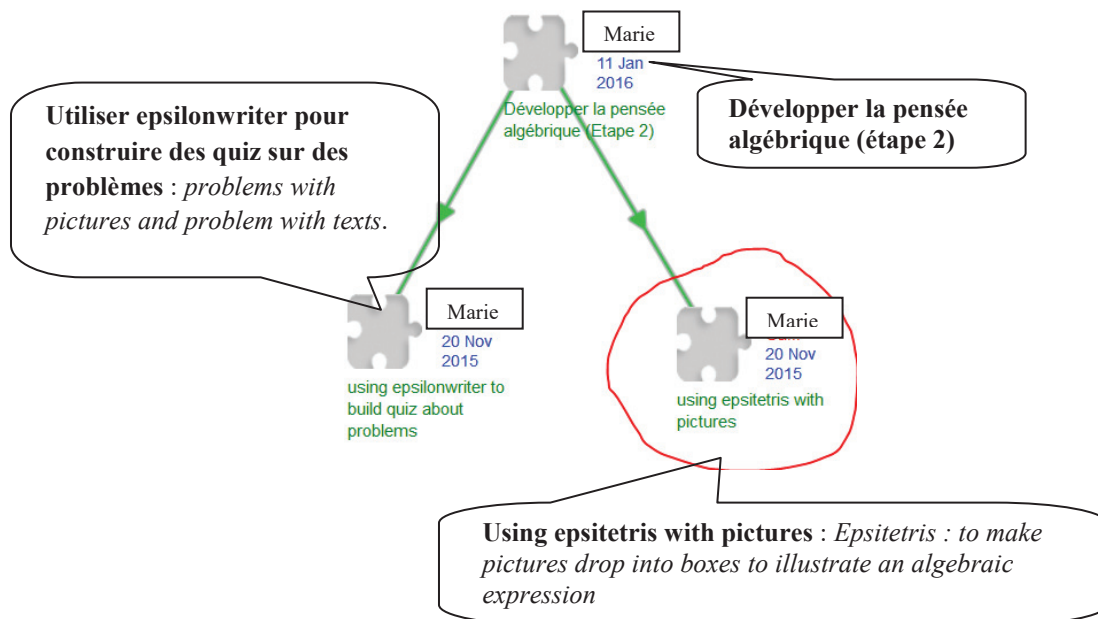 Marie
11 Jan
2016
Développer la pensée
algébrique (Etape 2)
Développer la pensée
algébrique (étape 2)
Utiliser epsilonwriter pour
construire des quiz sur des
problèmes : problems with
pictures and problem with texts.
Marie
20 Nov
2015
using epsilonwriter to
build quiz about
problems
Marie
20 Nov
2015
using epsitetris with
pictures
Using epsitetris with pictures : Epsitetris : to make
pictures drop into boxes to illustrate an algebraic
expression